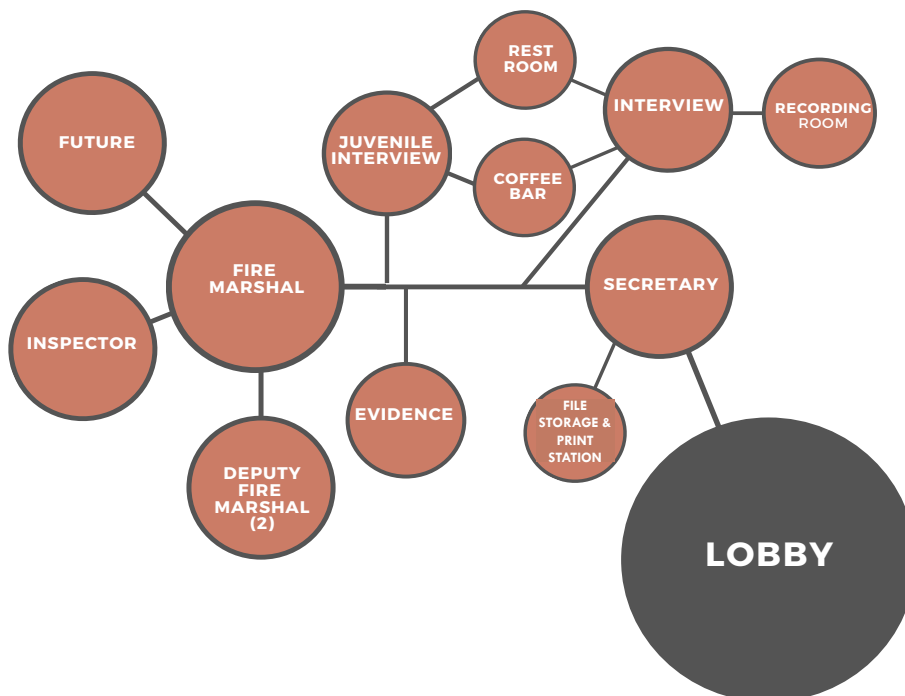 REST
ROOM
INTERVIEW
RECORDING
ROOM
FUTURE
JUVENILE
INTERVIEW
COFFEE
BAR
FIRE
MARSHAL
SECRETARY
INSPECTOR
EVIDENCE
FILE
STORAGE &
PRINT
STATION
DEPUTY
FIRE
MARSHAL
(2)
LOBBY